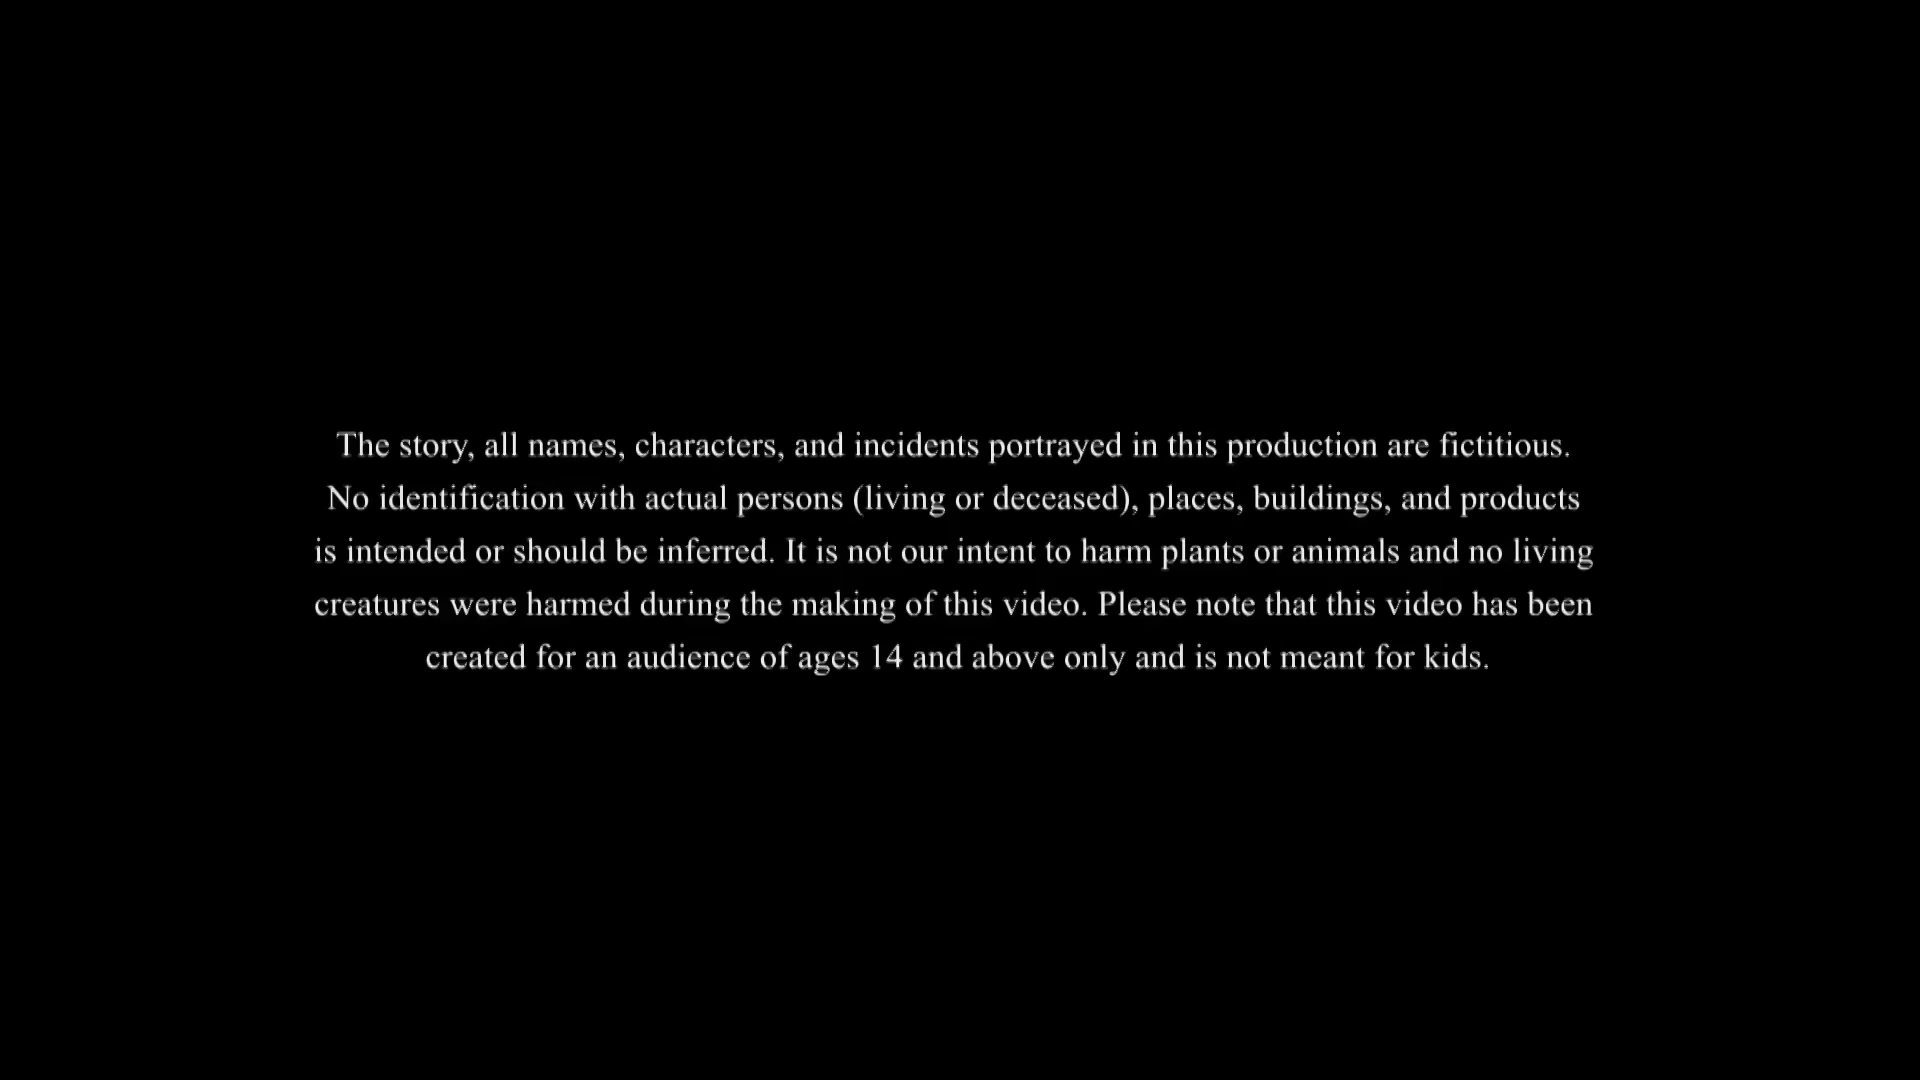 The story, all names, characters, and incidents portrayed in this production are fictitious.
No identification with actual persons (living or deceased), places, buildings, and products
is intended or should be inferred. It is not our intent to harm plants or animals and no living
creatures were harmed during the making of this video. Please note that this video has been
created for an audience of ages 14 and above only and is not meant for kids.